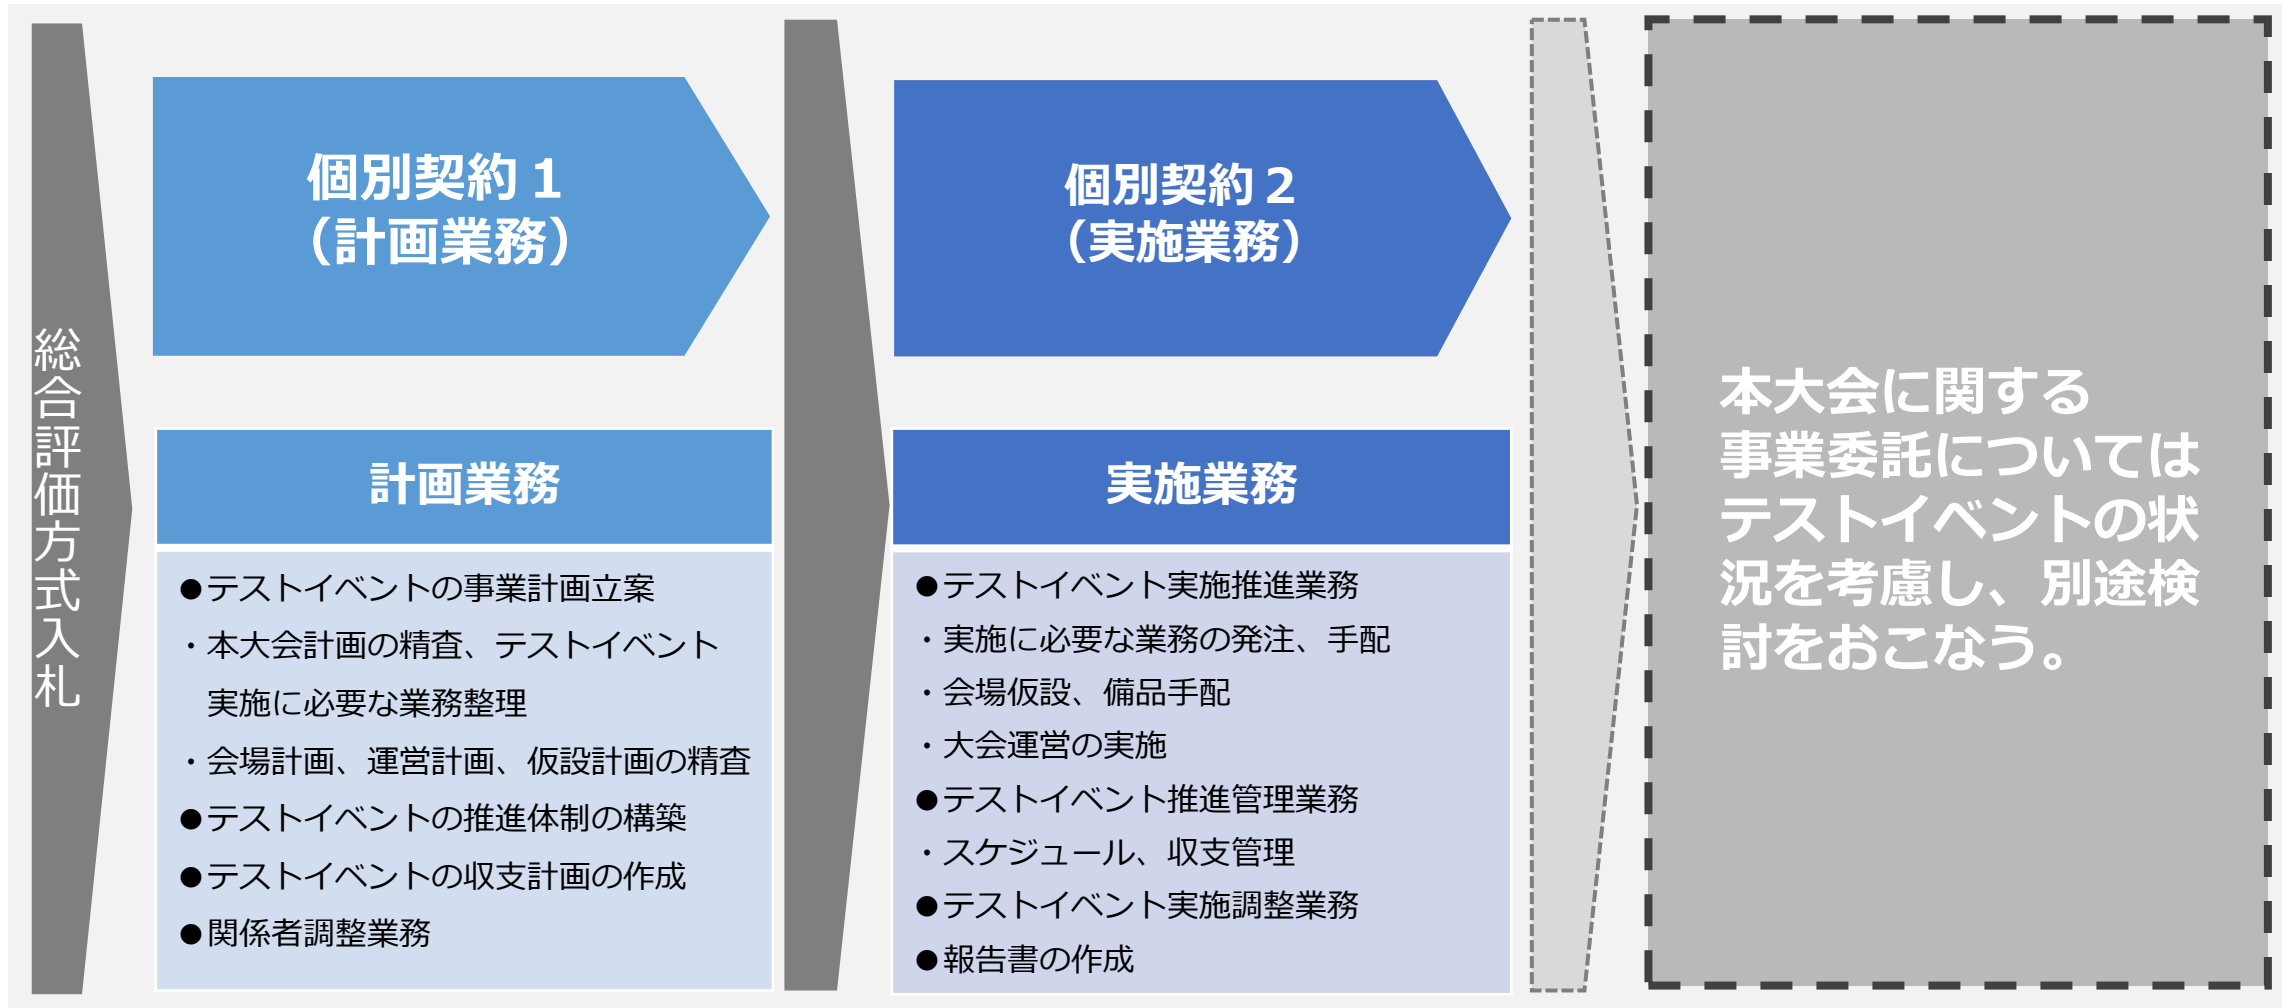 総合評価方式入札
個別契約１
（計画業務）
計画業務
●テストイベントの事業計画立案
・本大会計画の精査、テストイベント
実施に必要な業務整理
・会場計画、運営計画、仮設計画の精査
●テストイベントの推進体制の構築
●テストイベントの収支計画の作成
●関係者調整業務
個別契約２
（実施業務）
実施業務
●テストイベント実施推進業務
・実施に必要な業務の発注、手配
・会場仮設、備品手配
・大会運営の実施
●テストイベント推進管理業務
・スケジュール、収支管理
●テストイベント実施調整業務
●報告書の作成
本大会に関する
事業委託については
テストイベントの状
況を考慮し、別途検
討をおこなう。